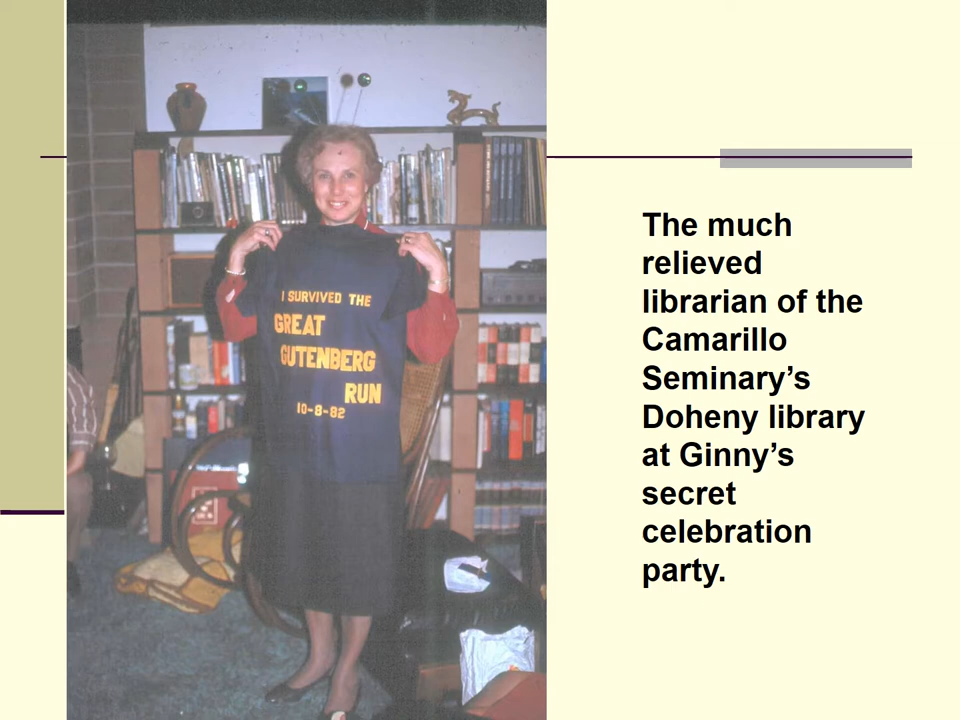 I SURVIVED THE
GREAT
GUTENBERG
RUN
10-8-82
The much
relieved
librarian of the
Camarillo
Seminary’s
Doheny library
at Ginny’s
secret
celebration
party.